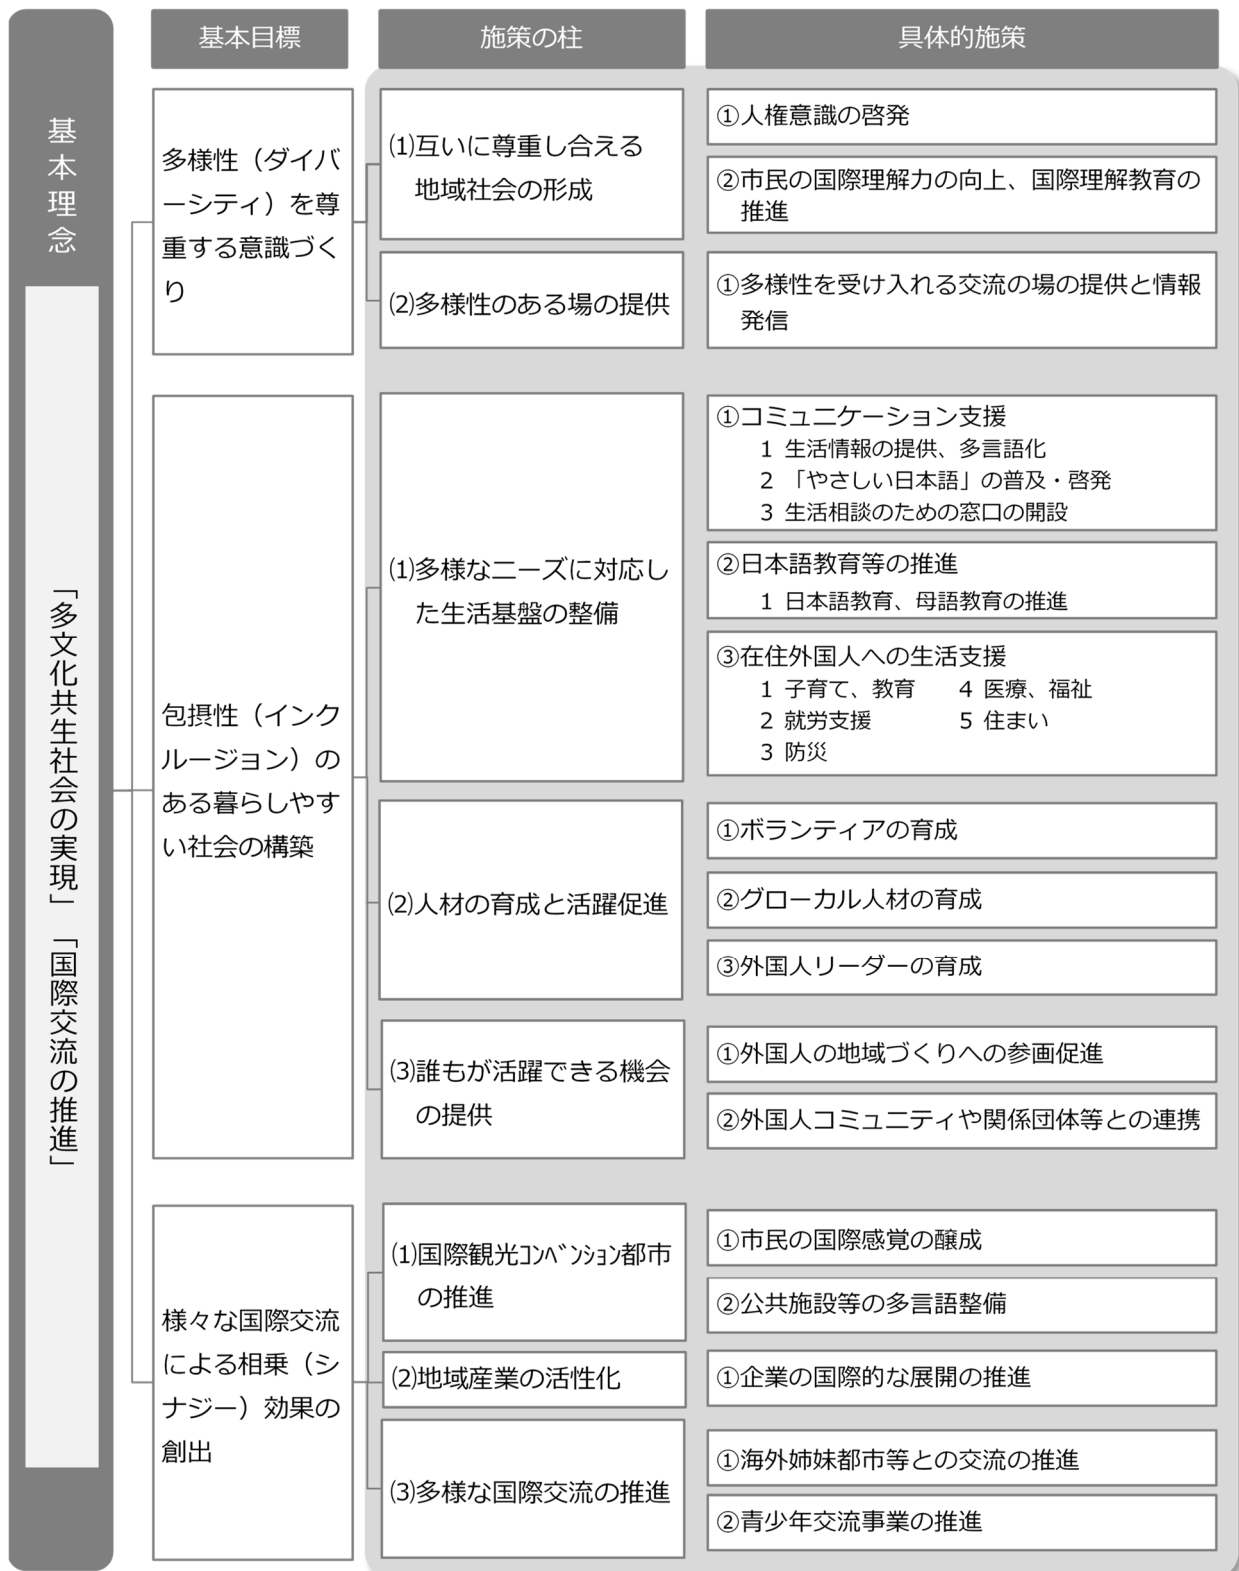 基本理念
「多文化共生社会の実現」「国際交流の推進」
基本目標
施策の柱
具体的施策
多様性（ダイバ
ーシティ）を尊
重する意識づく
り
⑴互いに尊重し合える
地域社会の形成
①人権意識の啓発
②市民の国際理解力の向上、国際理解教育の
推進
⑵多様性のある場の提供
①多様性を受け入れる交流の場の提供と情報
発信
包摂性（インク
ルージョン）の
ある暮らしやす
い社会の構築
⑴多様なニーズに対応し
た生活基盤の整備
①コミュニケーション支援
1 生活情報の提供、多言語化
2 「やさしい日本語」の普及・啓発
3 生活相談のための窓口の開設
②日本語教育等の推進
1 日本語教育、母語教育の推進
③在住外国人への生活支援
1 子育て、教育 4 医療、福祉
2 就労支援 5 住まい
3 防災
⑵人材の育成と活躍促進
①ボランティアの育成
②グローカル人材の育成
③外国人リーダーの育成
⑶誰もが活躍できる機会
の提供
①外国人の地域づくりへの参画促進
②外国人コミュニティや関係団体等との連携
様々な国際交流
による相乗（シ
ナジー）効果の
創出
⑴国際観光ｺﾝﾍﾞﾝｼｮﾝ都市
の推進
①市民の国際感覚の醸成
②公共施設等の多言語整備
⑵地域産業の活性化
①企業の国際的な展開の推進
⑶多様な国際交流の推進
①海外姉妹都市等との交流の推進
②青少年交流事業の推進